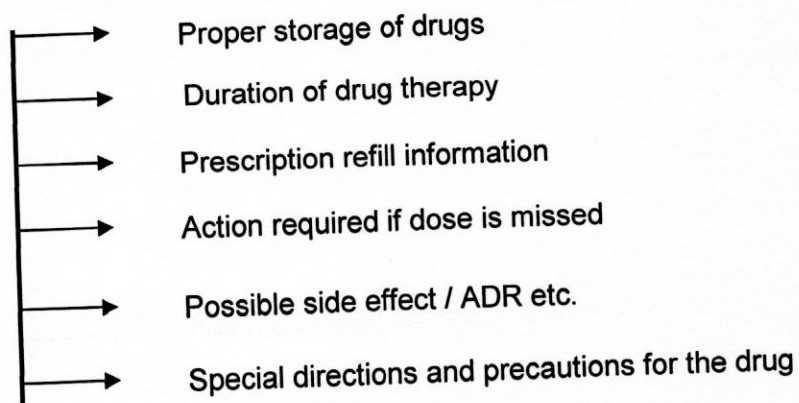 Proper storage of drugs
Duration of drug therapy
Prescription refill information
Action required if dose is missed
Possible side effect / ADR etc.
Special directions and precautions for the drug